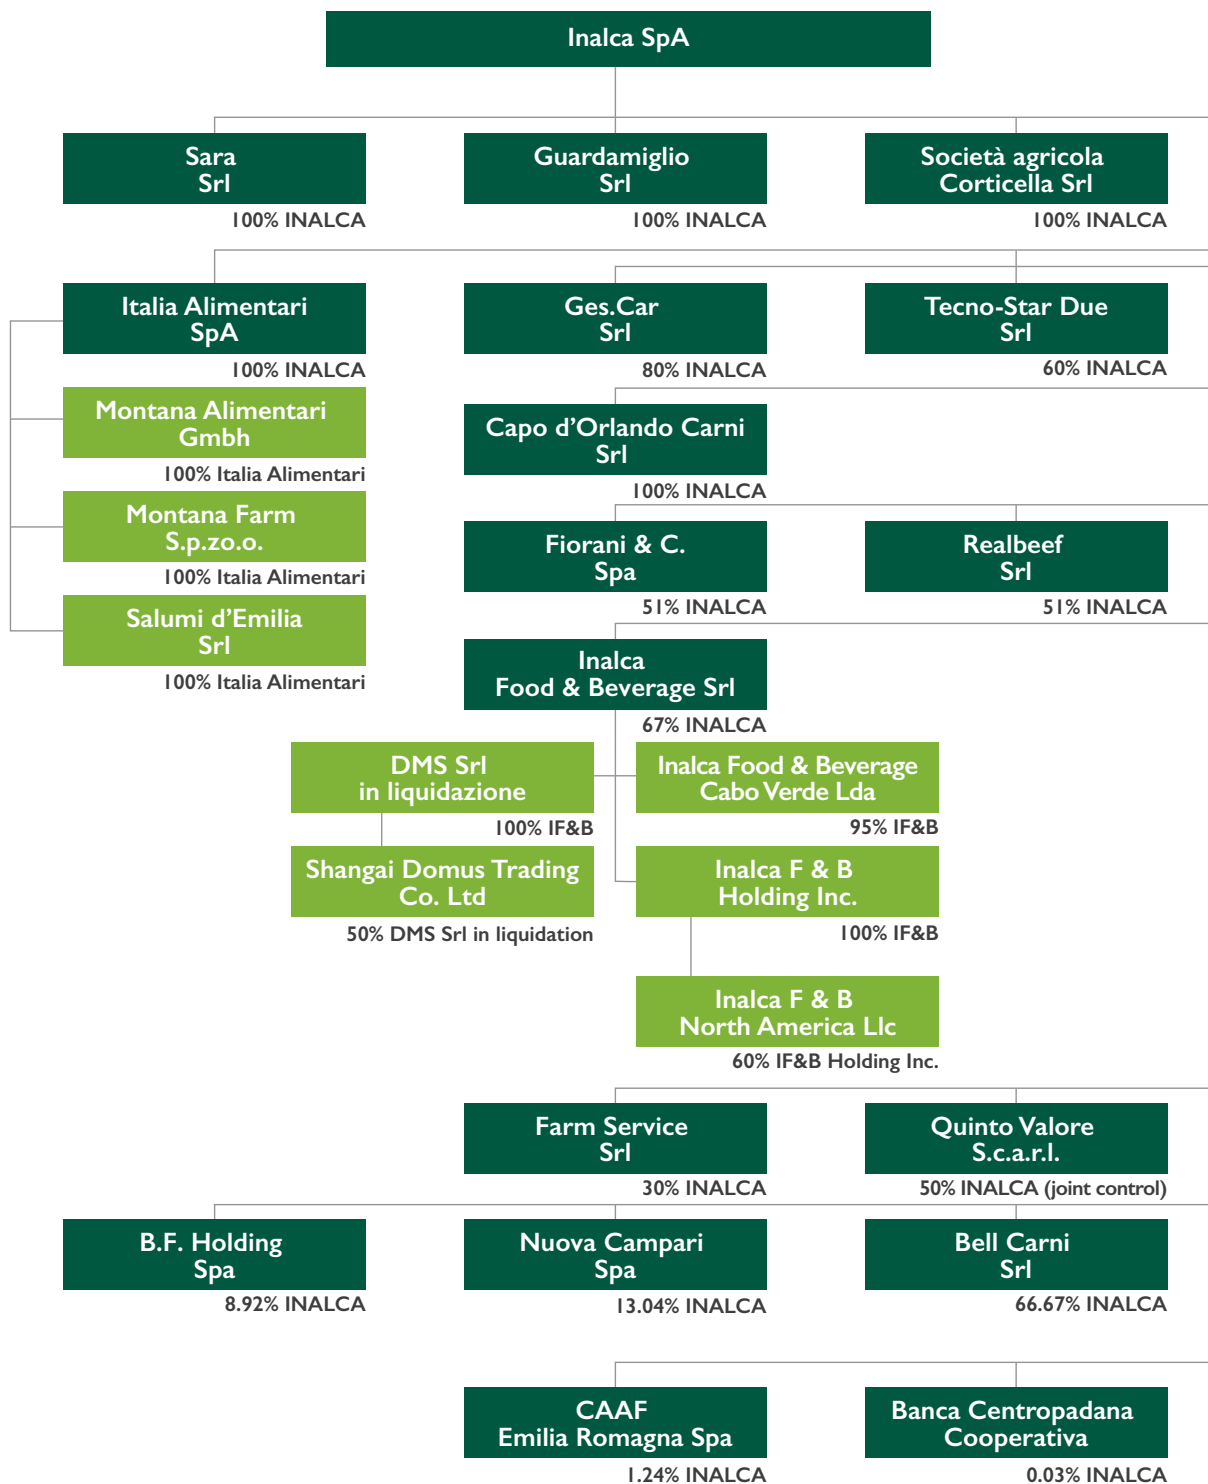 Inalca SpA
Sara
Srl
100% INALCA
Guardamiglio
Srl
100% INALCA
Società agricola
Corticella Srl
100% INALCA
Italia Alimentari
SpA
100% INALCA
Ges.Car
Srl
80% INALCA
Tecno-Star Due
Srl
60% INALCA
Montana Alimentari
Gmbh
100% Italia Alimentari
Montana Farm
S.p.zo.o.
100% Italia Alimentari
Salumi d'Emilia
Srl
100% Italia Alimentari
Capo d'Orlando Carni
Srl
100% INALCA
Fiorani & C.
Spa
51% INALCA
Realbeef
Srl
51% INALCA
Inalca
Food & Beverage Srl
67% INALCA
DMS Srl
in liquidazione
100% IF&B
Inalca Food & Beverage
Cabo Verde Lda
95% IF&B
Shangai Domus Trading
Co. Ltd
50% DMS Srl in liquidation
Inalca F & B
Holding Inc.
100% IF&B
Inalca F & B
North America Llc
60% IF&B Holding Inc.
Farm Service
Srl
30% INALCA
Quinto Valore
S.c.a.r.l.
50% INALCA (joint control)
B.F. Holding
Spa
8.92% INALCA
Nuova Campari
Spa
13.04% INALCA
Bell Carni
Srl
66.67% INALCA
CAAF
Emilia Romagna Spa
1.24% INALCA
Banca Centropadana
Cooperativa
0.03% INALCA